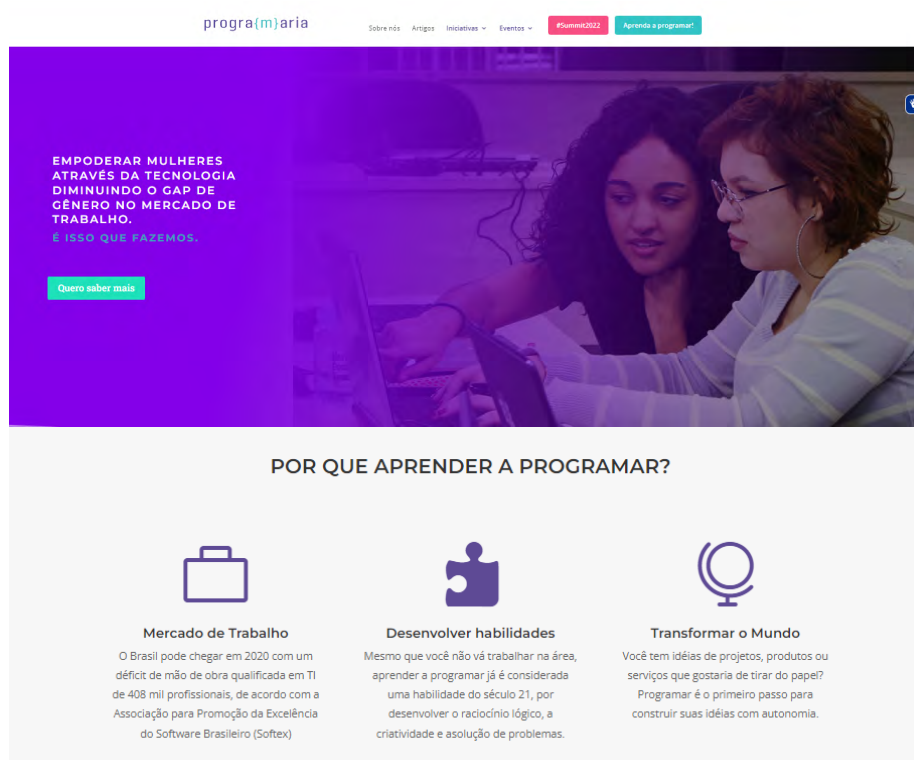 progra{m}aria
Sobre nós Artigos Iniciativas Eventos #Summit2022 Aprenda a programar!
EMPODERAR MULHERES
ATRAVÉS DA TECNOLOGIA
DIMINUINDO O GAP DE
GÊNERO NO MERCADO DE
TRABALHO.
É ISSO QUE FAZEMOS.
Quero saber mais
POR QUE APRENDER A PROGRAMAR?
Mercado de Trabalho
O Brasil pode chegar em 2020 com um
déficit de mão de obra qualificada em TI
de 408 mil profissionais, de acordo com a
Associação para Promoção da Excelência
do Software Brasileiro (Softex)
Desenvolver habilidades
Mesmo que você não vá trabalhar na área,
aprender a programar já é considerada
uma habilidade do século 21, por
desenvolver o raciocínio lógico, a
criatividade e asolução de problemas.
Transformar o Mundo
Você tem idéias de projetos, produtos ou
serviços que gostaria de tirar do papel?
Programar é o primeiro passo para
construir suas idéias com autonomia.